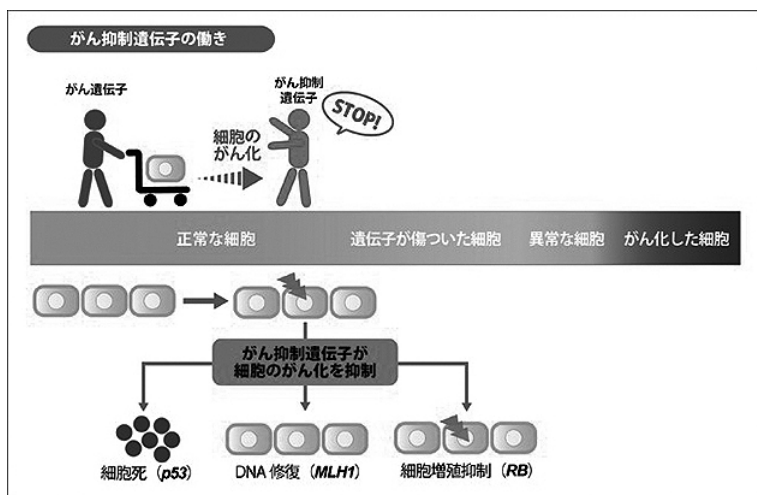 がん抑制遺伝子の働き
がん遺伝子
がん抑制
遺伝子
STOP!
細胞の
がん化
正常な細胞
遺伝子が傷ついた細胞
異常な細胞
がん化した細胞
がん抑制遺伝子が
細胞のがん化を抑制
細胞死（p53）
DNA 修復（MLH1）
細胞増殖抑制（RB）